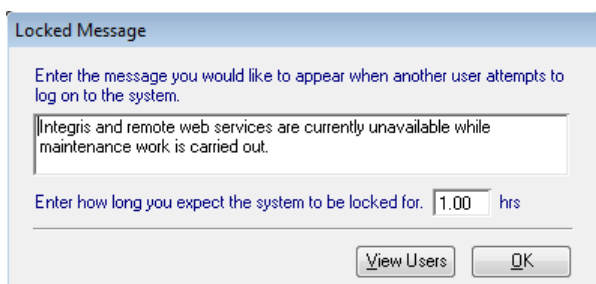 Locked Message
Enter the message you would like to appear when another user attempts to
log on to the system.
Integris and remote web services are currently unavailable while
maintenance work is carried out.
Enter how long you expect the system to be locked for. 1.00 hrs
View Users OK